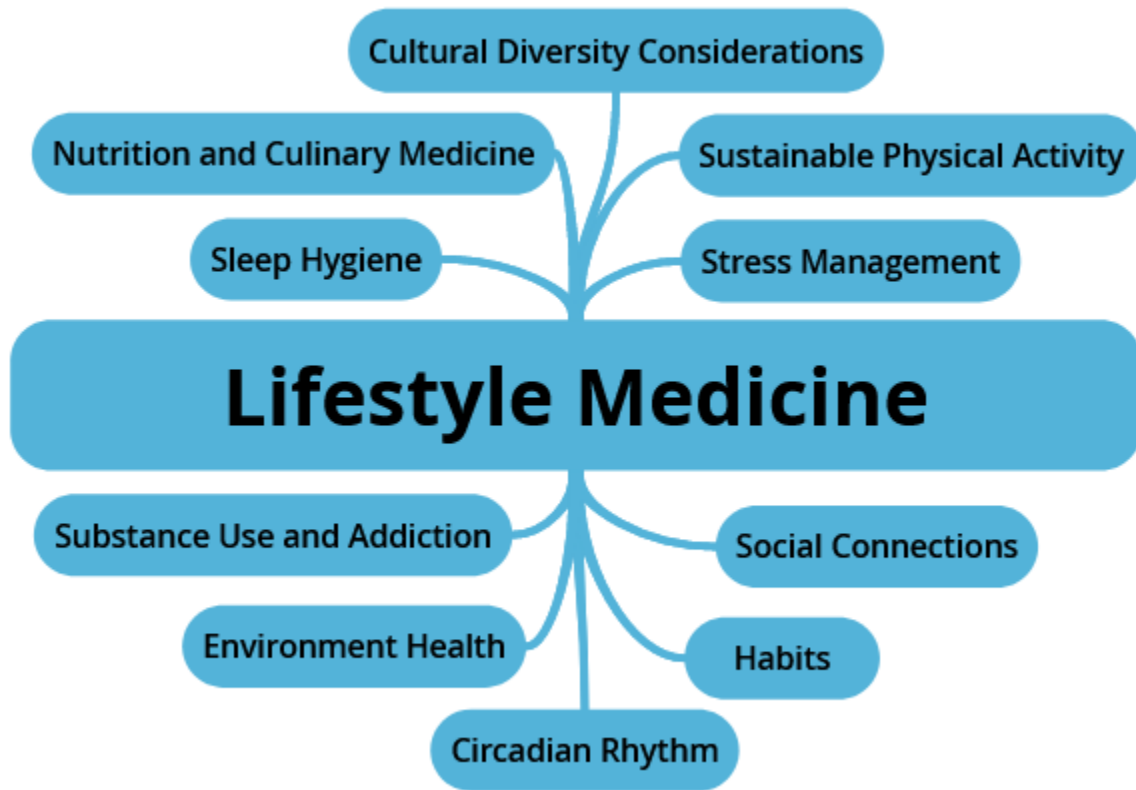 Cultural Diversity Considerations
Nutrition and Culinary Medicine
Sustainable Physical Activity
Sleep Hygiene
Stress Management
Lifestyle Medicine
Substance Use and Addiction
Social Connections
Environment Health
Habits
Circadian Rhythm